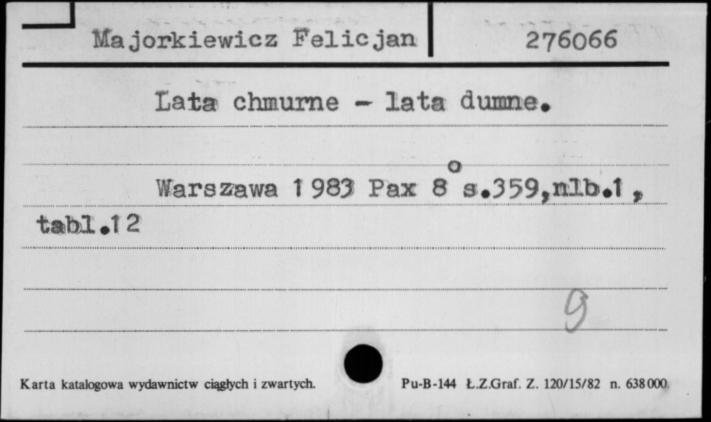 Majorkiewicz Felicjan 276066
Lata chmurne - lata dumne.
Warszawa 1983 Pax 8° s.359,nlb.1,
tabl.12
9
Karta katalogowa wydawnictw ciągłych i zwartych. Pu-B-144 Ł.Z.Graf. Z. 120/15/82 n. 638000